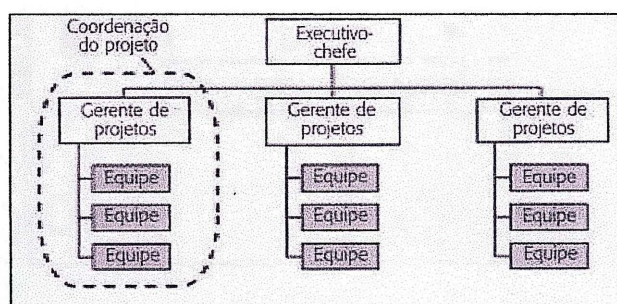 Coordenação
do projeto
Executivo-
chefe
Gerente de
projetos
Gerente de
projetos
Gerente de
projetos
Equipe
Equipe
Equipe
Equipe
Equipe
Equipe
Equipe
Equipe
Equipe